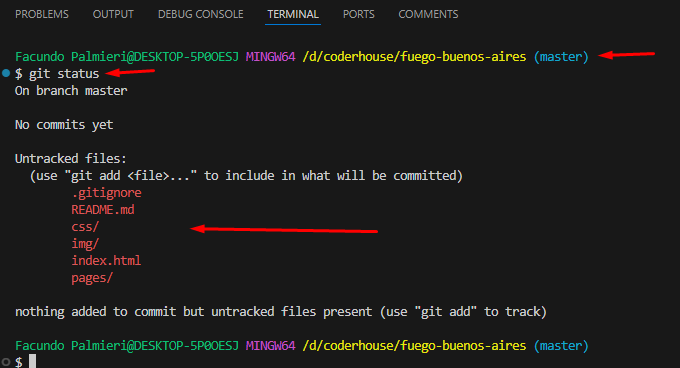 PROBLEMS OUTPUT DEBUG CONSOLE TERMINAL PORTS COMMENTS
Facundo Palmieri@DESKTOP-5P0OESJ MINGW64 /d/coderhouse/fuego-buenos-aires (master)
$ git status
On branch master
No commits yet
Untracked files:
(use "git add <file>..." to include in what will be committed)
.gitignore
README.md
css/
img/
index.html
pages/
nothing added to commit but untracked files present (use "git add" to track)
Facundo Palmieri@DESKTOP-5P0OESJ MINGW64 /d/coderhouse/fuego-buenos-aires (master)
$